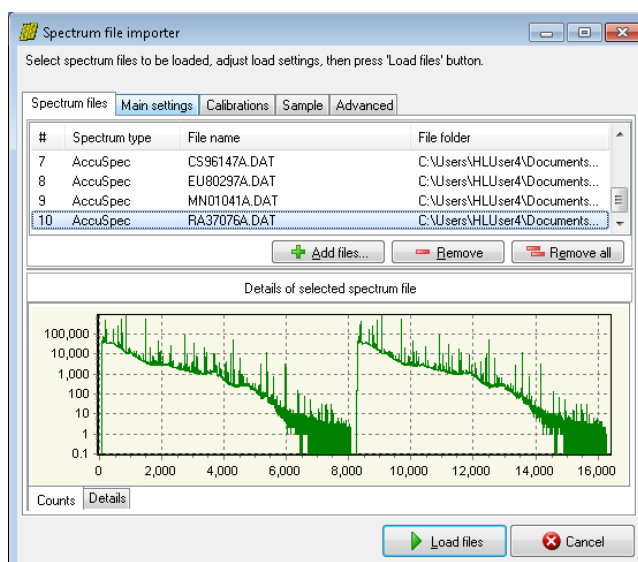 Spectrum file importer
Select spectrum files to be loaded, adjust load settings, then press 'Load files' button.
Spectrum files Main settings Calibrations Sample Advanced
# Spectrum type File name File folder
7 AccuSpec CS96147A.DAT C:\Users\HLUser4\Documents...
8 AccuSpec EU80297A.DAT C:\Users\HLUser4\Documents...
9 AccuSpec MN01041A.DAT C:\Users\HLUser4\Documents...
10 AccuSpec RA37076A.DAT C:\Users\HLUser4\Documents...
Add files... Remove Remove all
Details of selected spectrum file
100,000
10,000
1,000
100
10
1
0.1
0 2,000 4,000 6,000 8,000 10,000 12,000 14,000 16,000
Counts Details
Load files Cancel